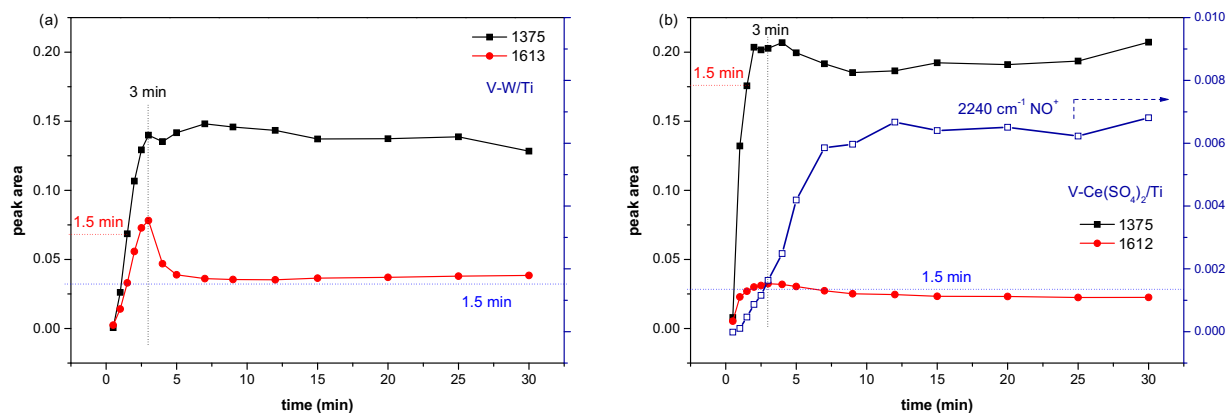 (a)
1375
1613
V-W/Ti
3 min
1.5 min
1.5 min
0.20
0.15
0.10
0.05
0.00
peak area
0 5 10 15 20 25 30
time (min)
(b)
3 min
1.5 min
2240 cm⁻¹ NO⁺
V-Ce(SO₄)₂/Ti
1375
1612
1.5 min
0.20
0.15
0.10
0.05
0.00
peak area
0.010
0.008
0.006
0.004
0.002
0.000
0 5 10 15 20 25 30
time (min)